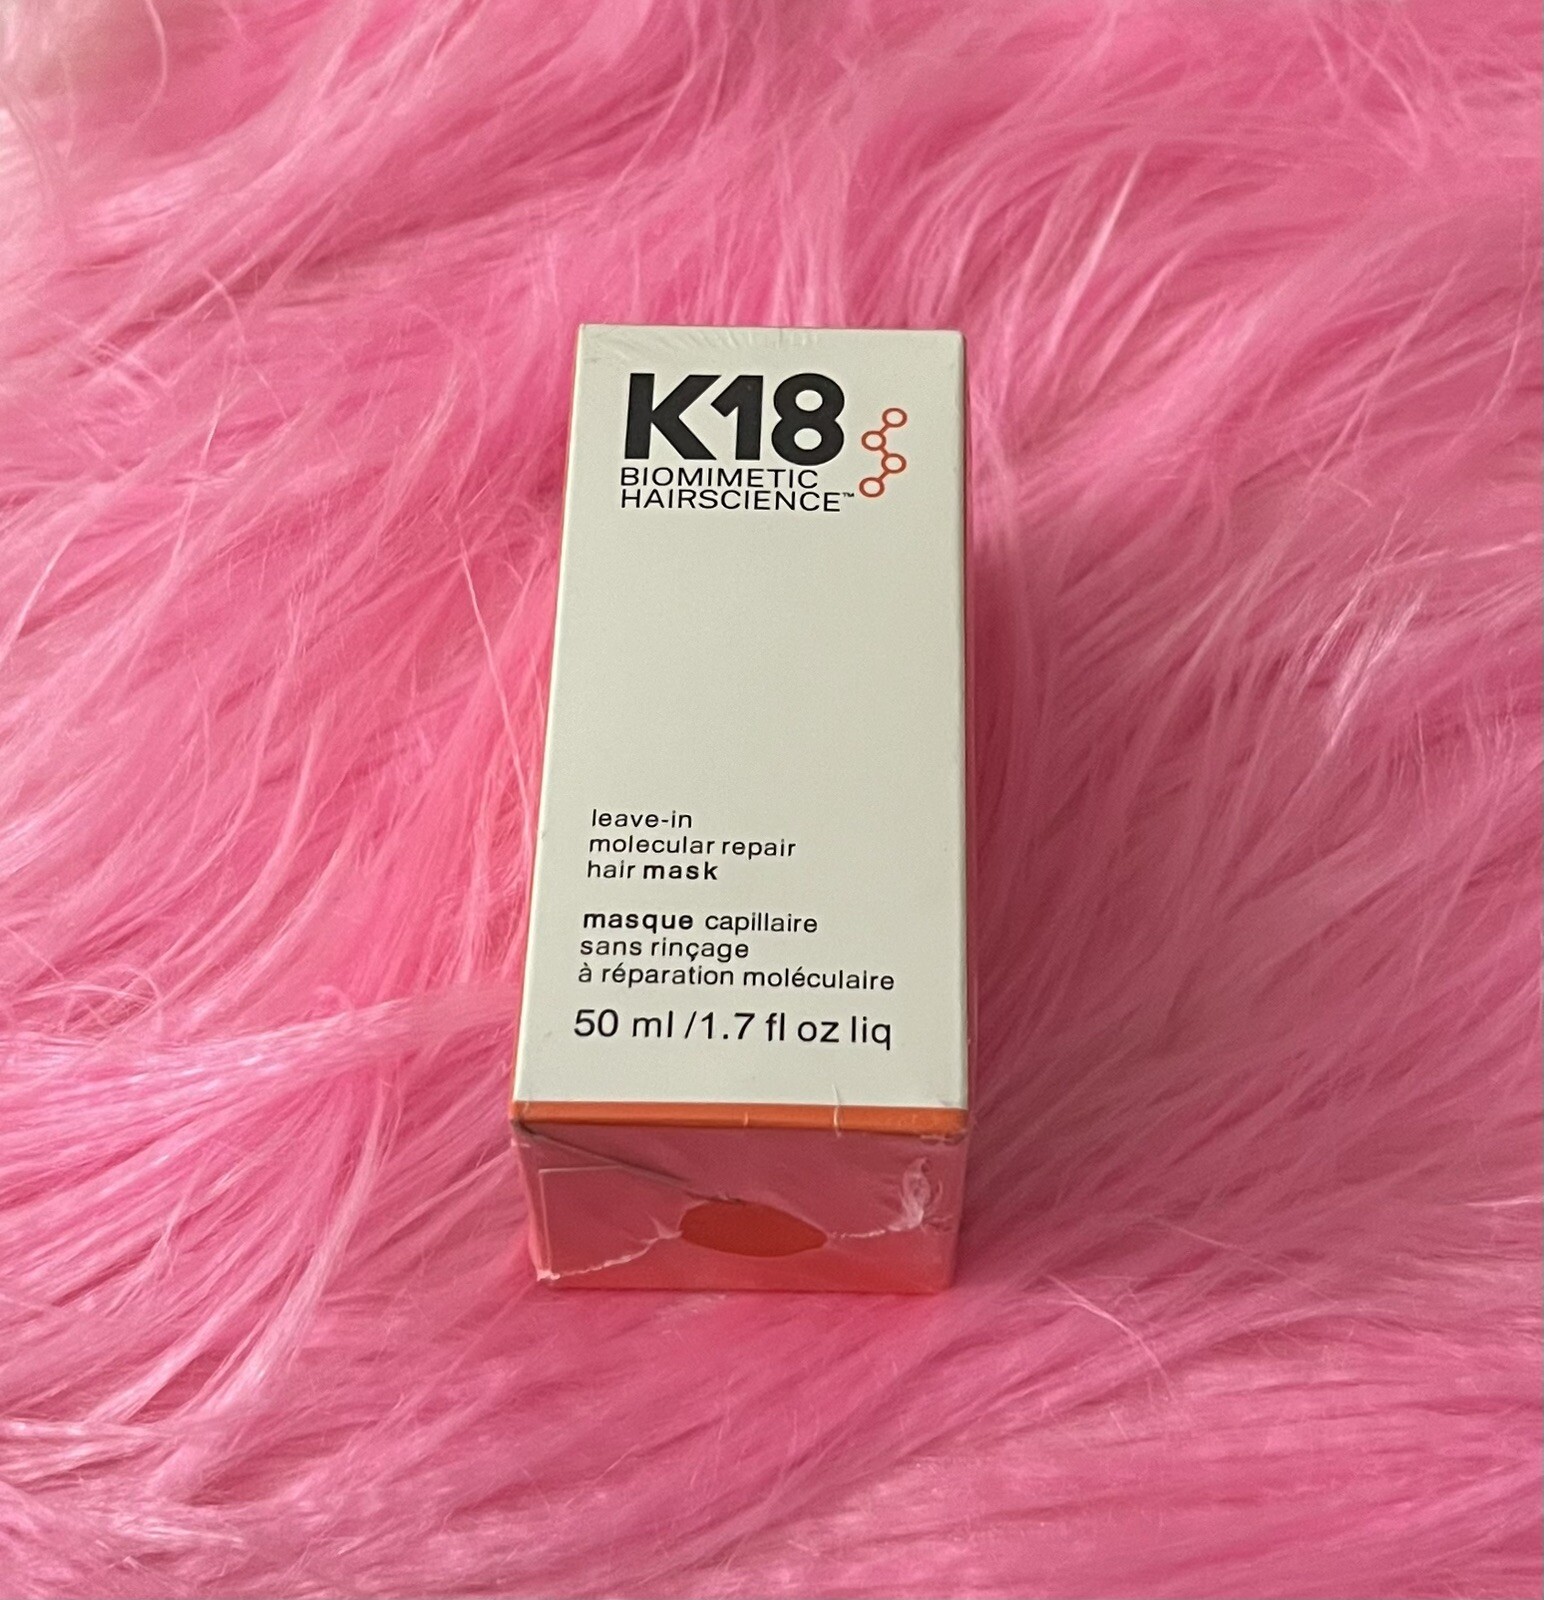 K18
BIOMIMETIC
HAIRSCIENCE™
leave-in
molecular repair
hair mask
masque capillaire
sans rinçage
à réparation moléculaire
50 ml /1.7 fl oz liq